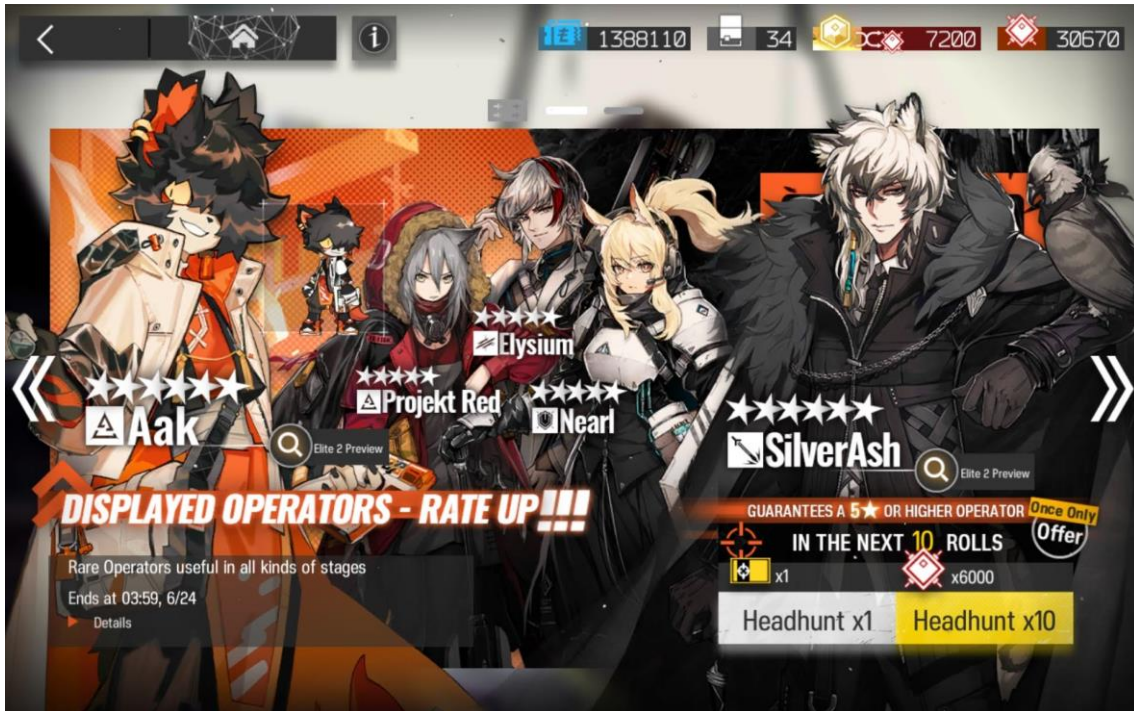 1388110
34
7200
30670
Elysium
Projekt Red
Nearl
Aak
Elite 2 Preview
SilverAsh
Elite 2 Preview
DISPLAYED OPERATORS - RATE UP!!!
Rare Operators useful in all kinds of stages
Ends at 03:59, 6/24
Details
GUARANTEES A 5★ OR HIGHER OPERATOR
Once Only
Offer
IN THE NEXT 10 ROLLS
x1
x6000
Headhunt x1
Headhunt x10